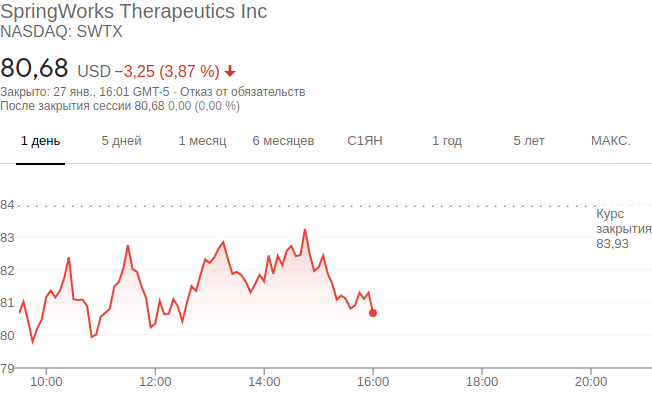 SpringWorks Therapeutics Inc
NASDAQ: SWTX
80,68 USD −3,25 (3,87 %)
Закрыто: 27 янв., 16:01 GMT-5 · Отказ от обязательств
После закрытия сессии 80,68 0,00 (0,00 %)
1 день 5 дней 1 месяц 6 месяцев С1ЯН 1 год 5 лет МАКС.
84
Курс
закрытия
83,93
83
82
81
80
79
10:00 12:00 14:00 16:00 18:00 20:00